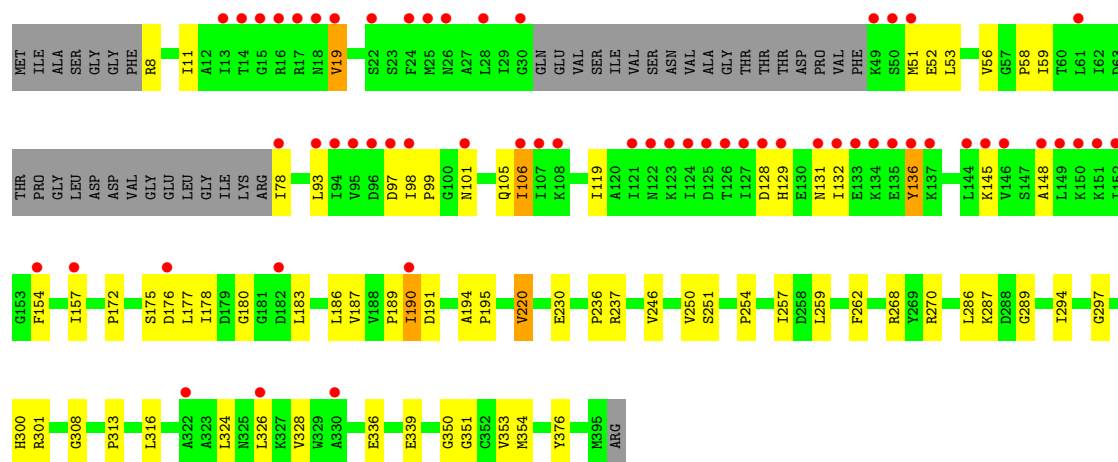 MET ILE ALA SER GLY GLY PHE R8 I11 A12 I13 T14 G15 R16 R17 N18 V19 S22 S23 F24 M25 N26 A27 L28 I29 G30 GLN GLU VAL SER ILE VAL SER ASN VAL ALA GLY THR THR THR ASP PRO VAL PHE K49 S50 M51 E52 L53 V56 G57 P58 I59 T60 L61 I62 D63
THR PRO GLY LEU ASP ASP VAL GLY GLU LEU GLY ILE LYS ARG I78 L93 I94 V95 D96 D97 I98 P99 G100 N101 Q105 I106 I107 K108 I119 A120 I121 N122 K123 I124 D125 T126 I127 D128 H129 E130 N131 I132 E133 K134 E135 Y136 K137 L144 K145 V146 S147 A148 L149 K150 K151
G153 F154 I157 P172 S175 D176 L177 I178 D179 G180 G181 D182 L183 L186 V187 V188 P189 I190 D191 A194 P195 V220 E230 P236 R237 V246 V250 S251 P254 I257 D258 L259 F262 R268 Y269 R270 L286 K287 D288 G289 I294 G297
H300 R301 G308 P313 L316 A322 A323 L324 N325 L326 K327 V328 W329 A330 E336 E339 G350 G351 C352 V353 M354 Y376 M395 ARG